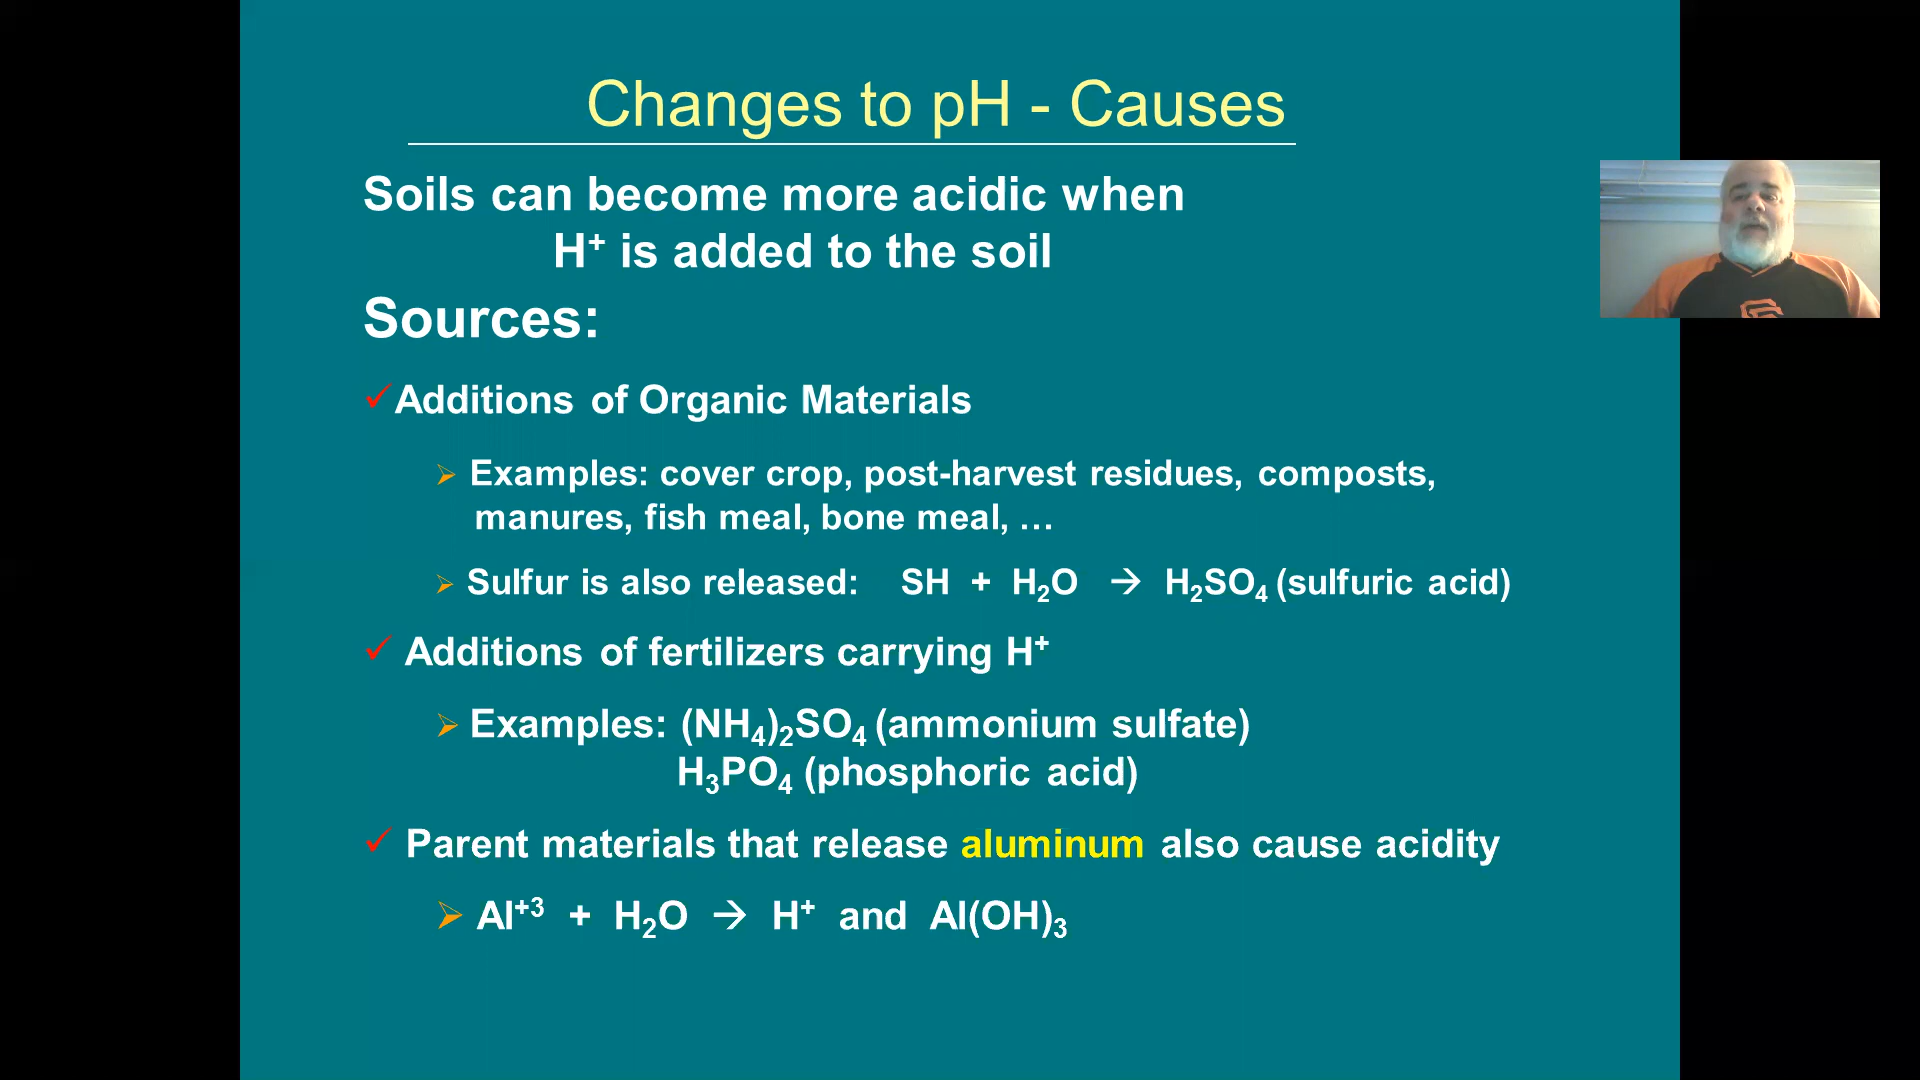 Changes to pH - Causes
Soils can become more acidic when
H⁺ is added to the soil
Sources:
✓Additions of Organic Materials
➢ Examples: cover crop, post-harvest residues, composts,
manures, fish meal, bone meal, …
➢ Sulfur is also released: SH + H₂O → H₂SO₄ (sulfuric acid)
✓ Additions of fertilizers carrying H⁺
➢ Examples: (NH₄)₂SO₄ (ammonium sulfate)
H₃PO₄ (phosphoric acid)
✓ Parent materials that release aluminum also cause acidity
➢ Al⁺³ + H₂O → H⁺ and Al(OH)₃